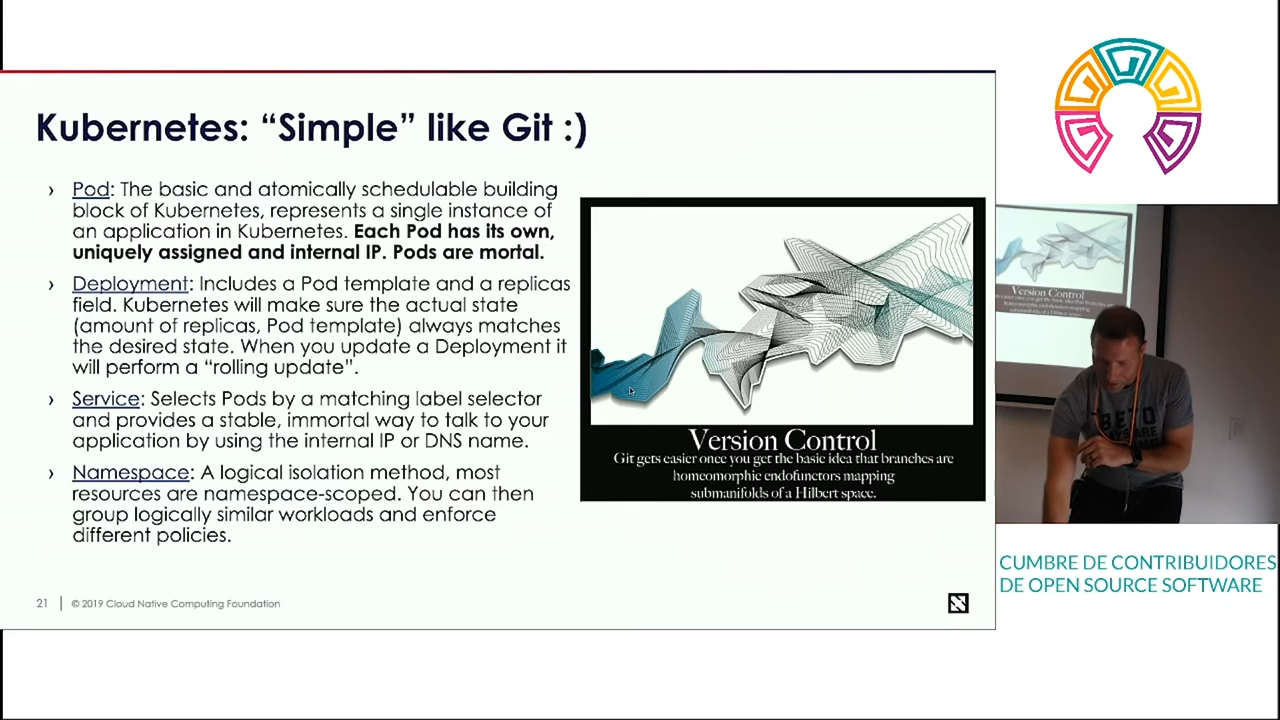 Kubernetes: “Simple” like Git :)
› Pod: The basic and atomically schedulable building
block of Kubernetes, represents a single instance of
an application in Kubernetes. Each Pod has its own,
uniquely assigned and internal IP. Pods are mortal.
› Deployment: Includes a Pod template and a replicas
field. Kubernetes will make sure the actual state
(amount of replicas, Pod template) always matches
the desired state. When you update a Deployment it
will perform a “rolling update”.
› Service: Selects Pods by a matching label selector
and provides a stable, immortal way to talk to your
application by using the internal IP or DNS name.
› Namespace: A logical isolation method, most
resources are namespace-scoped. You can then
group logically similar workloads and enforce
different policies.
Version Control
Git gets easier once you get the basic idea that branches are
homeomorphic endofunctors mapping
submanifolds of a Hilbert space.
21 | © 2019 Cloud Native Computing Foundation
Version Control
CUMBRE DE CONTRIBUIDORES
DE OPEN SOURCE SOFTWARE